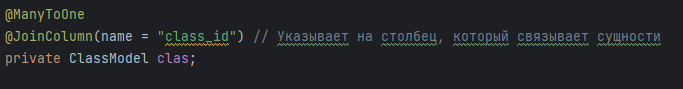 @ManyToOne
@JoinColumn(name = "class_id") // Указывает на столбец, который связывает сущности
private ClassModel clas;